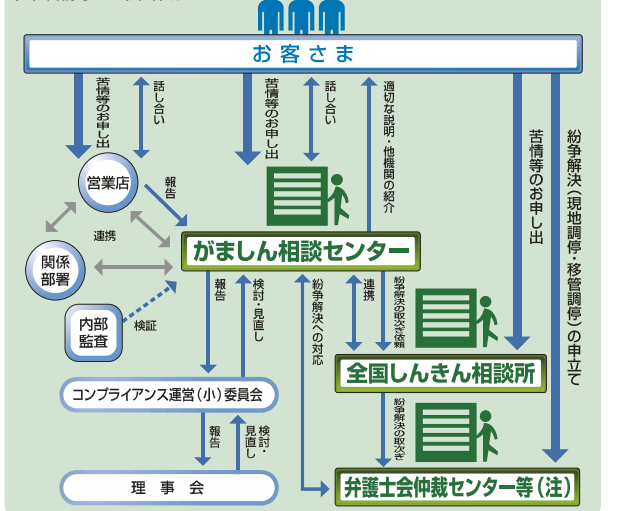 お客さま
苦情等のお申し出
話し合い
苦情等のお申し出
話し合い
適切な説明・他機関の紹介
苦情等のお申し出
紛争解決(現地調停・移管調停)の申立て
営業店
報告
連携
関係
部署
内部
監査
検証
がましん相談センター
報告
検討・見直し
紛争解決への対応
連携
紛争解決の取次ぎ依頼
全国しんきん相談所
コンプライアンス運営(小)委員会
報告
検討・
見直し
紛争解決の取次ぎ
理事会
弁護士会仲裁センター等(注)